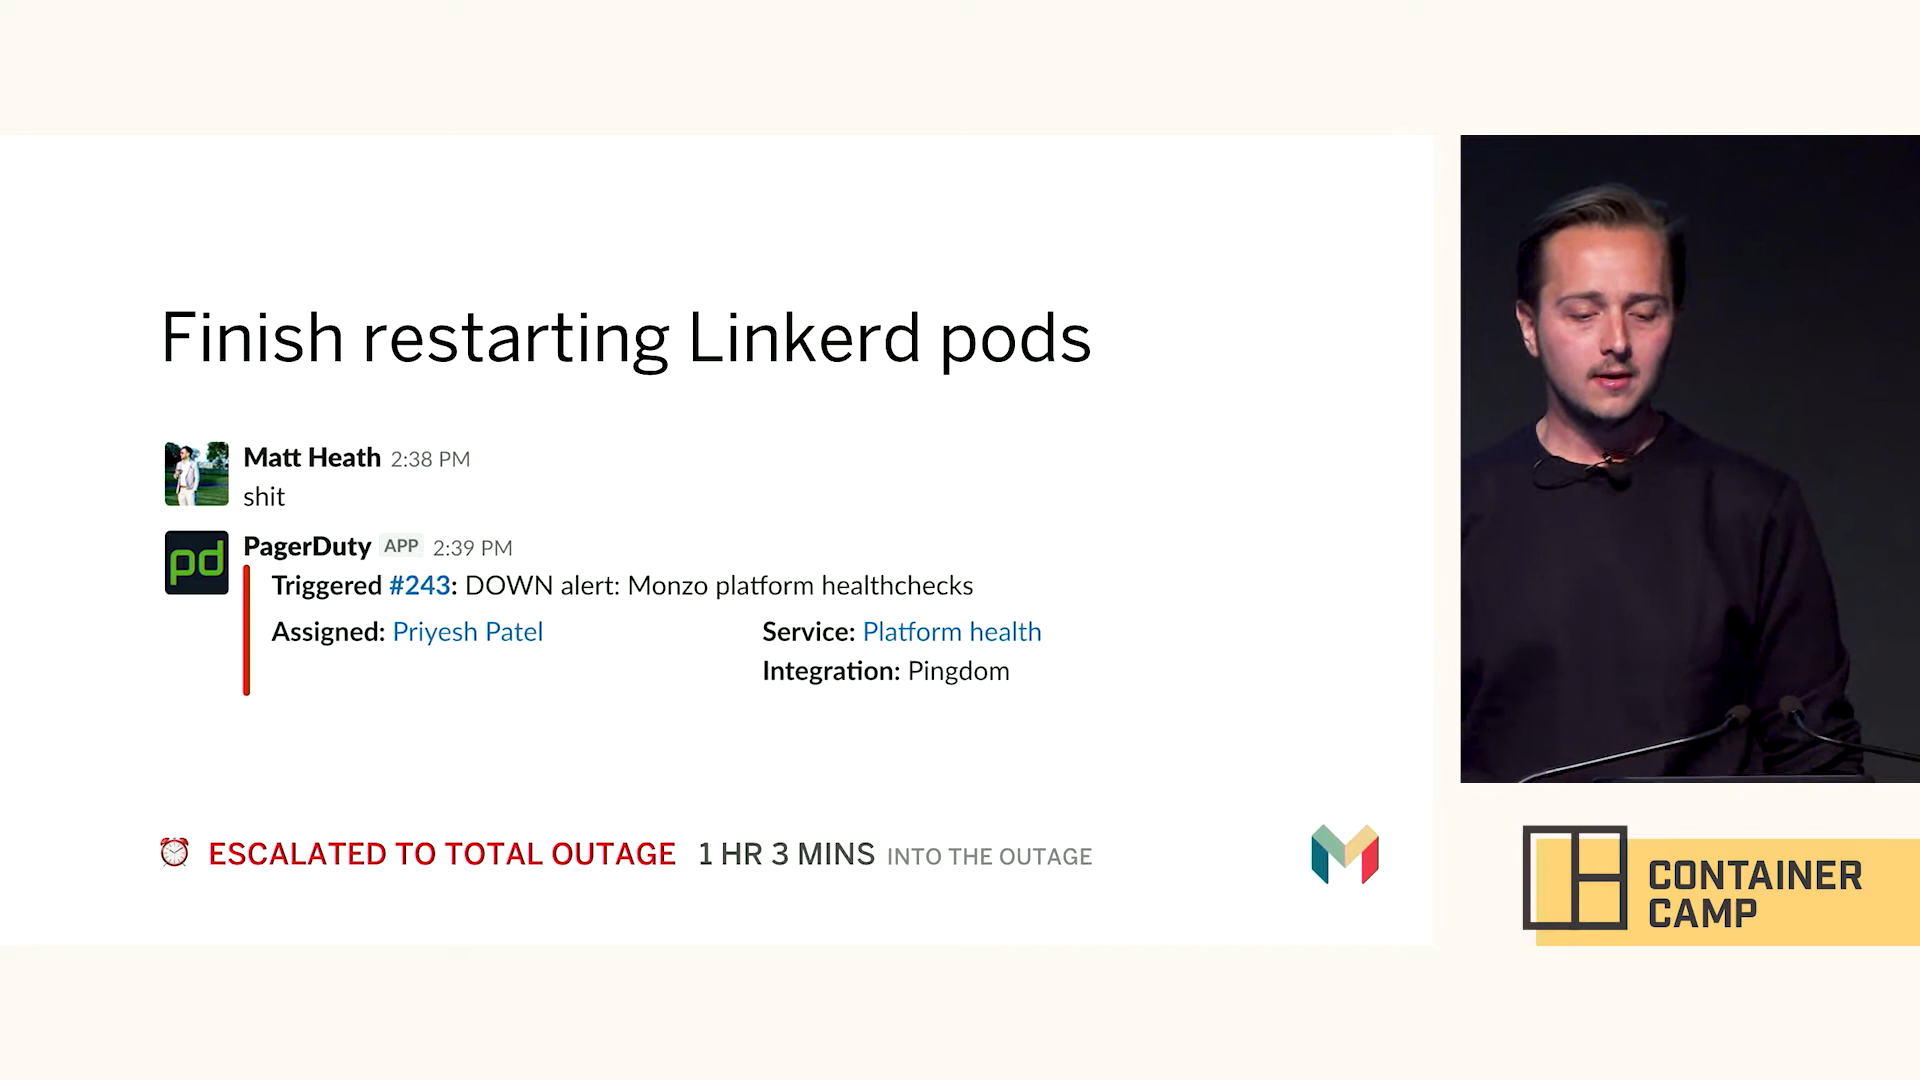 Finish restarting Linkerd pods
Matt Heath 2:38 PM
shit
pd
PagerDuty APP 2:39 PM
Triggered #243: DOWN alert: Monzo platform healthchecks
Assigned: Priyesh Patel
Service: Platform health
Integration: Pingdom
ESCALATED TO TOTAL OUTAGE 1 HR 3 MINS INTO THE OUTAGE
CONTAINER
CAMP